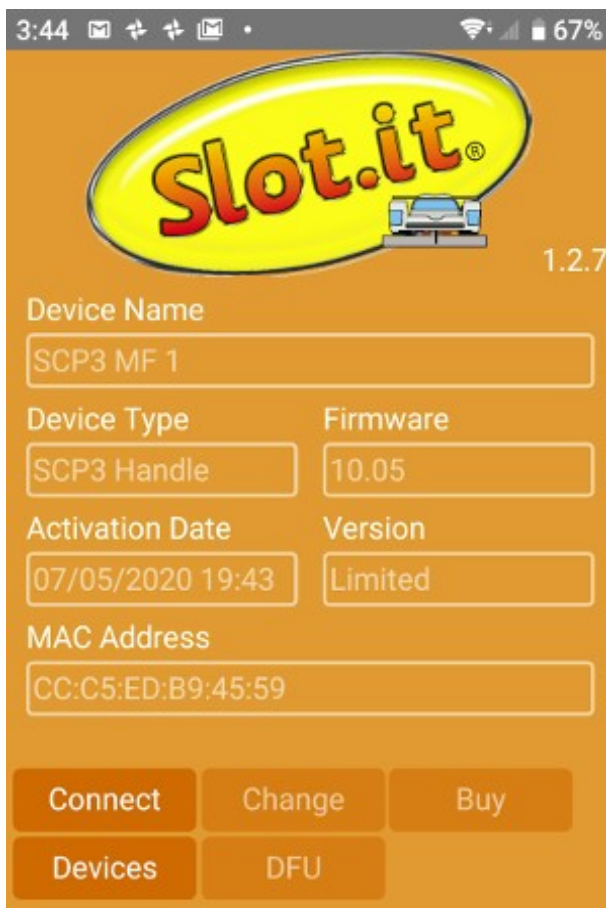 3:44 67%
Slot.it®
1.2.7
Device Name
SCP3 MF 1
Device Type Firmware
SCP3 Handle 10.05
Activation Date Version
07/05/2020 19:43 Limited
MAC Address
CC:C5:ED:B9:45:59
Connect Change Buy
Devices DFU